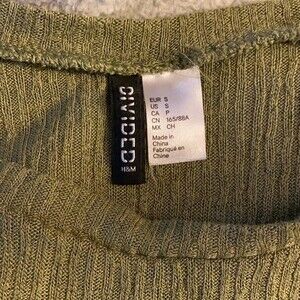 DIVIDED
H&M
EUR S
US S
CA P
CN 165/88A
MX CH
Made in
China
Fabriqué en
Chine